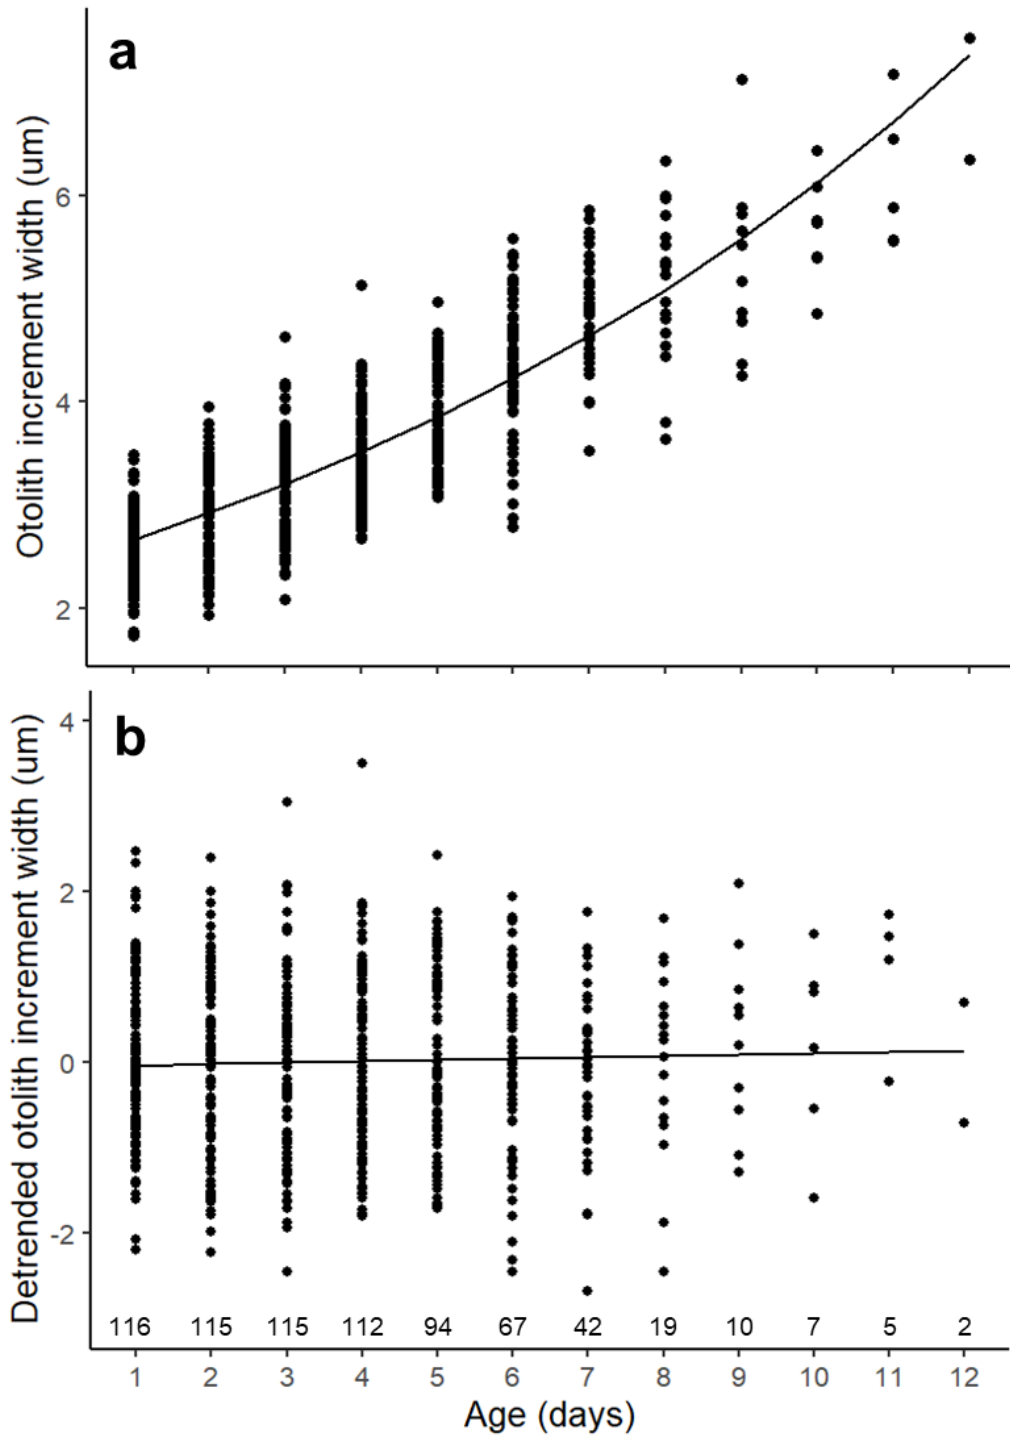 a
Otolith increment width (um)
6
4
2
b
Detrended otolith increment width (um)
4
2
0
-2
116 115 115 112 94 67 42 19 10 7 5 2
1 2 3 4 5 6 7 8 9 10 11 12
Age (days)